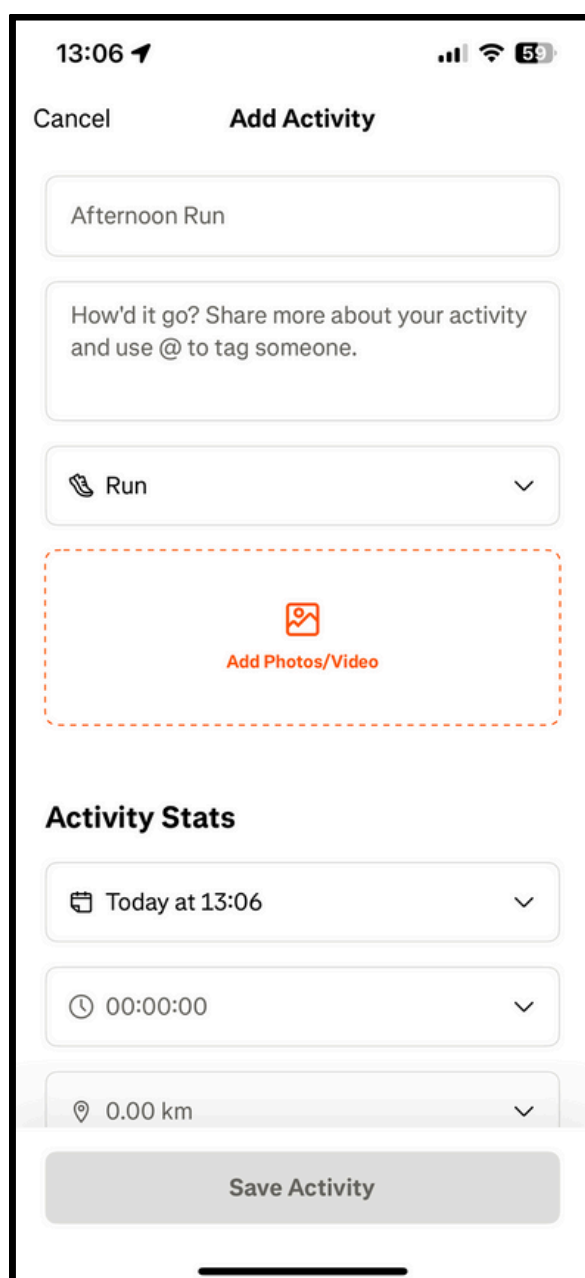 13:06
59
Cancel
Add Activity
Afternoon Run
How'd it go? Share more about your activity
and use @ to tag someone.
Run
Add Photos/Video
Activity Stats
Today at 13:06
00:00:00
0.00 km
Save Activity